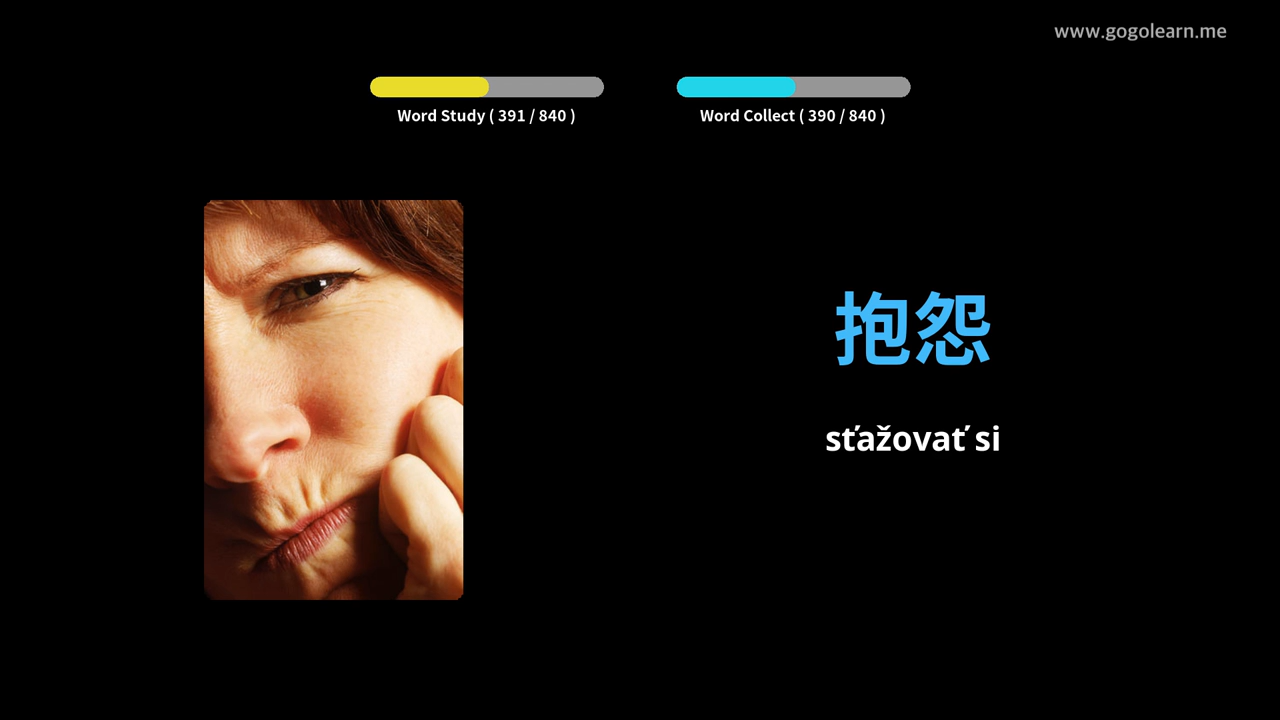 www.gogolearn.me
Word Study ( 391 / 840 )
Word Collect ( 390 / 840 )
抱怨
sťažovať si